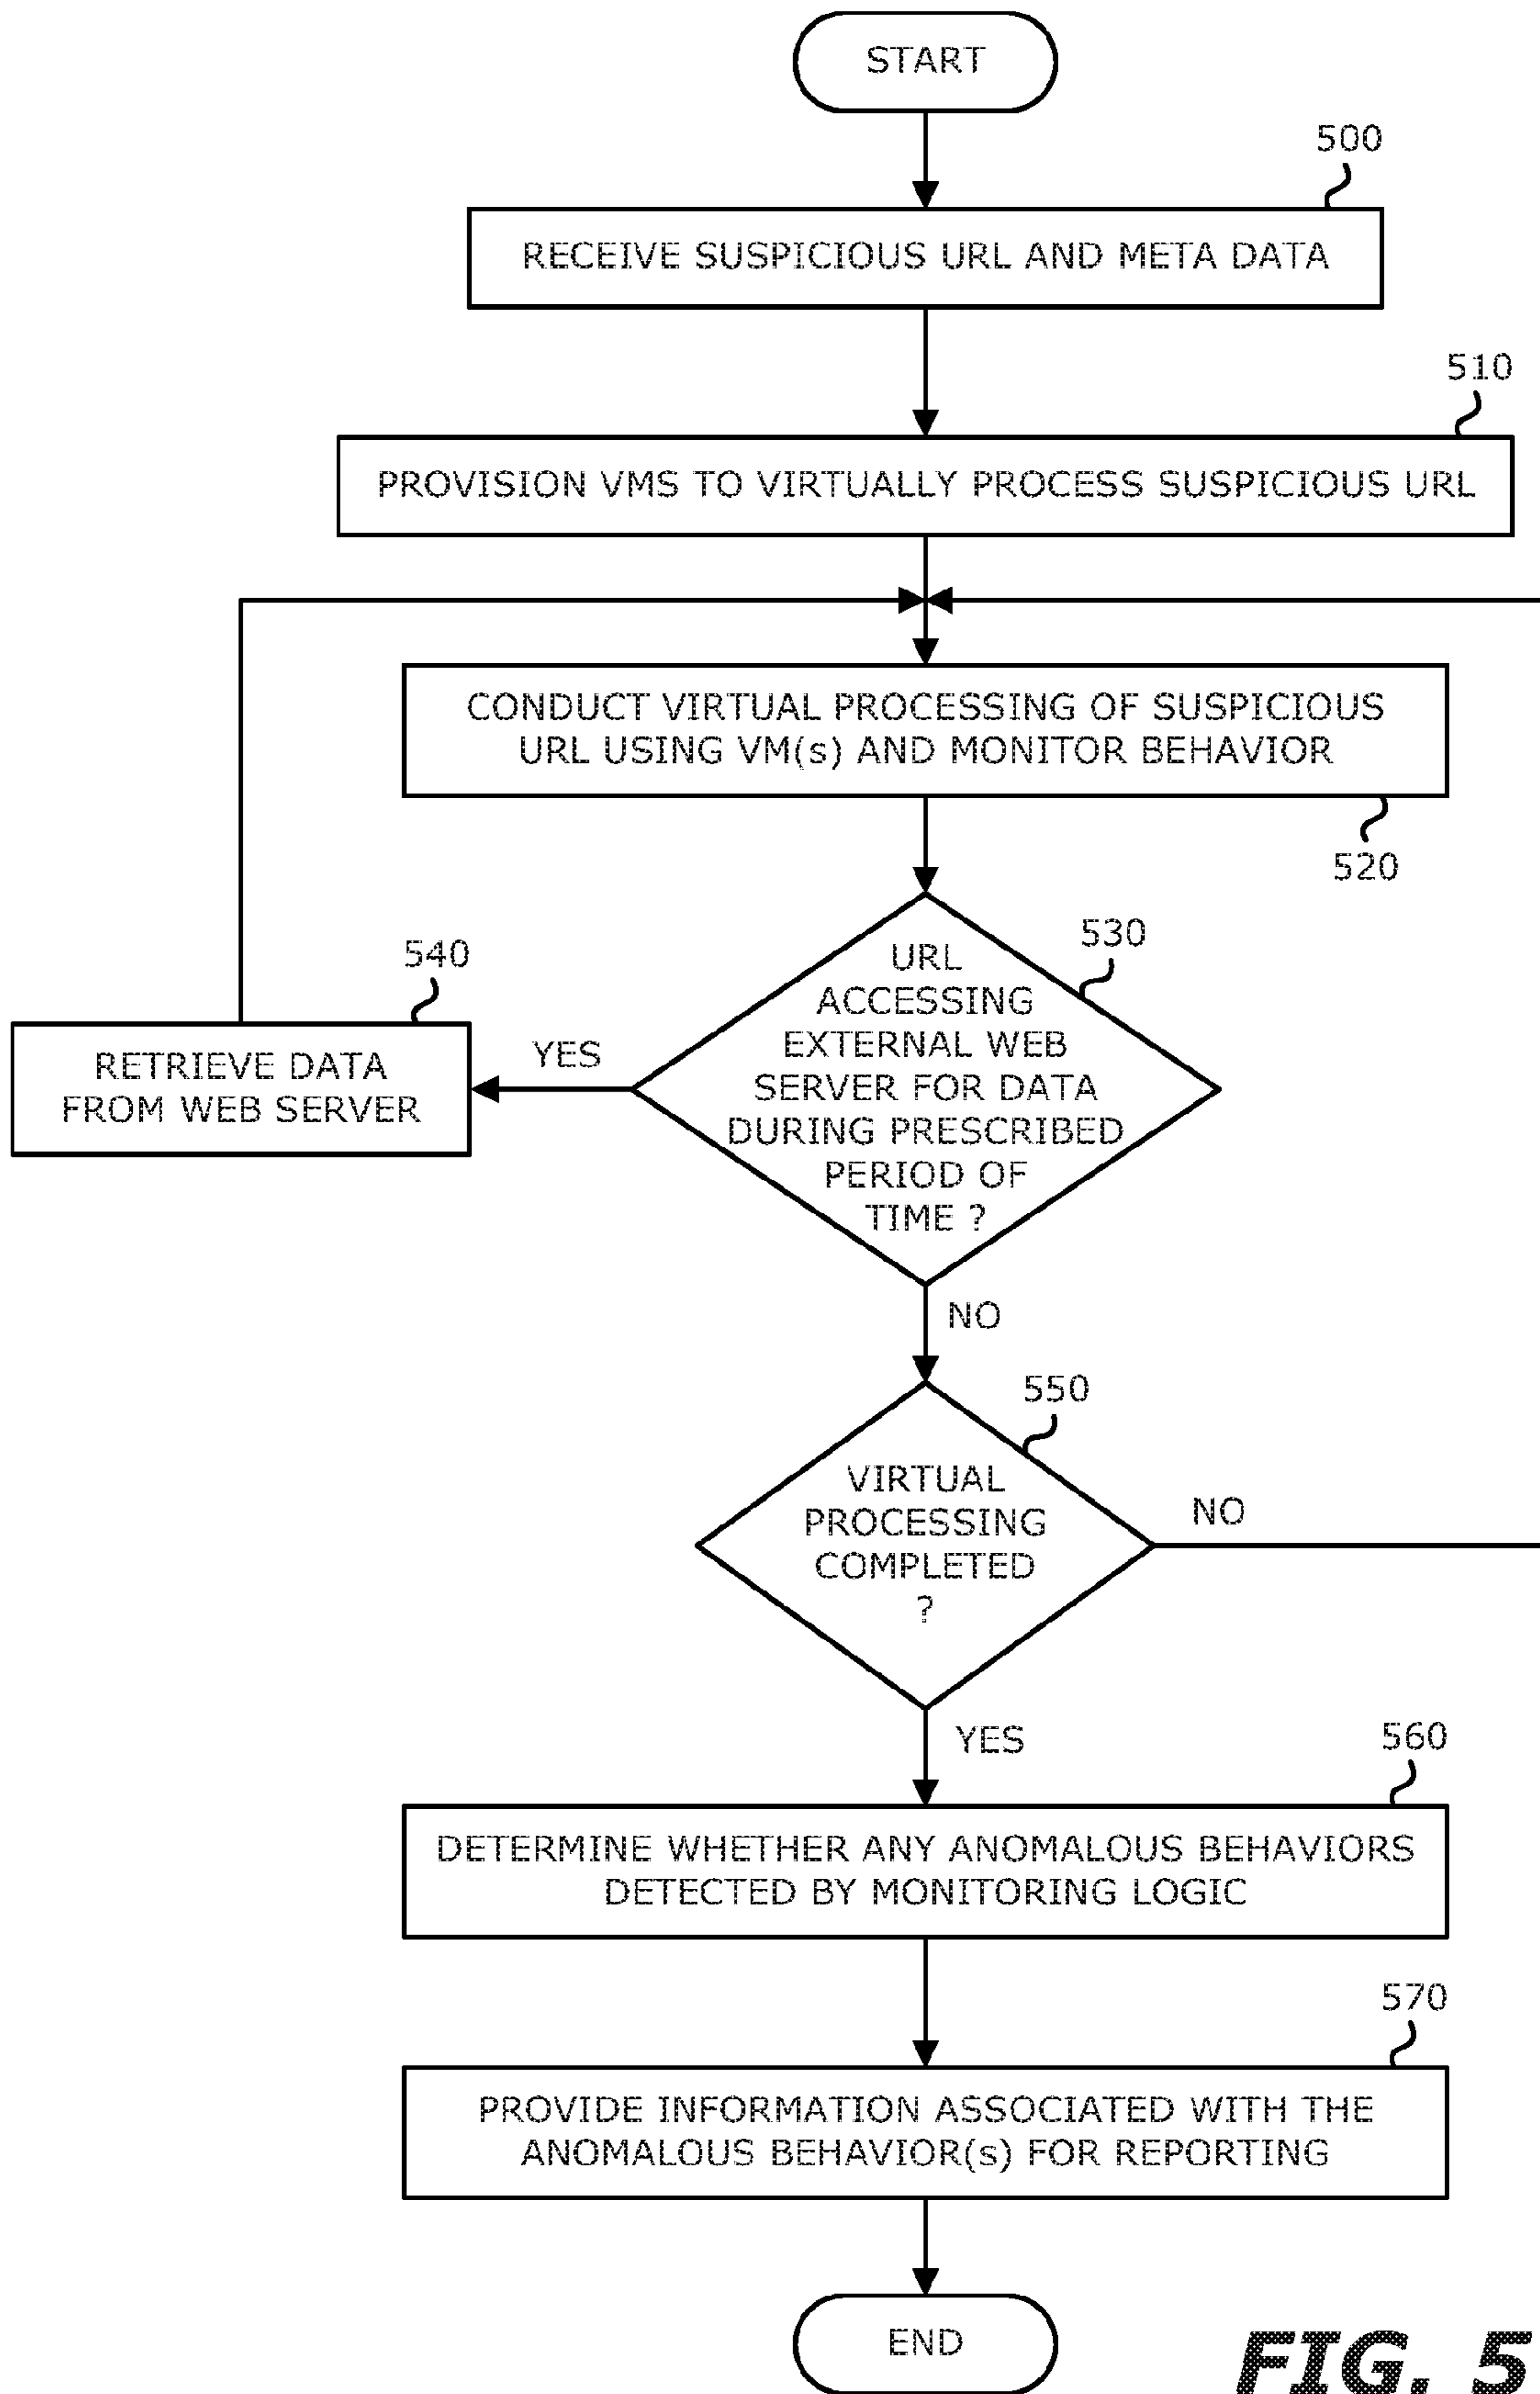 START
500
RECEIVE SUSPICIOUS URL AND META DATA
510
PROVISION VMS TO VIRTUALLY PROCESS SUSPICIOUS URL
CONDUCT VIRTUAL PROCESSING OF SUSPICIOUS
URL USING VM(s) AND MONITOR BEHAVIOR
520
530
URL
ACCESSING
EXTERNAL WEB
SERVER FOR DATA
DURING PRESCRIBED
PERIOD OF
TIME ?
YES
540
RETRIEVE DATA
FROM WEB SERVER
NO
550
VIRTUAL
PROCESSING
COMPLETED
?
NO
YES
560
DETERMINE WHETHER ANY ANOMALOUS BEHAVIORS
DETECTED BY MONITORING LOGIC
570
PROVIDE INFORMATION ASSOCIATED WITH THE
ANOMALOUS BEHAVIOR(s) FOR REPORTING
END
FIG. 5